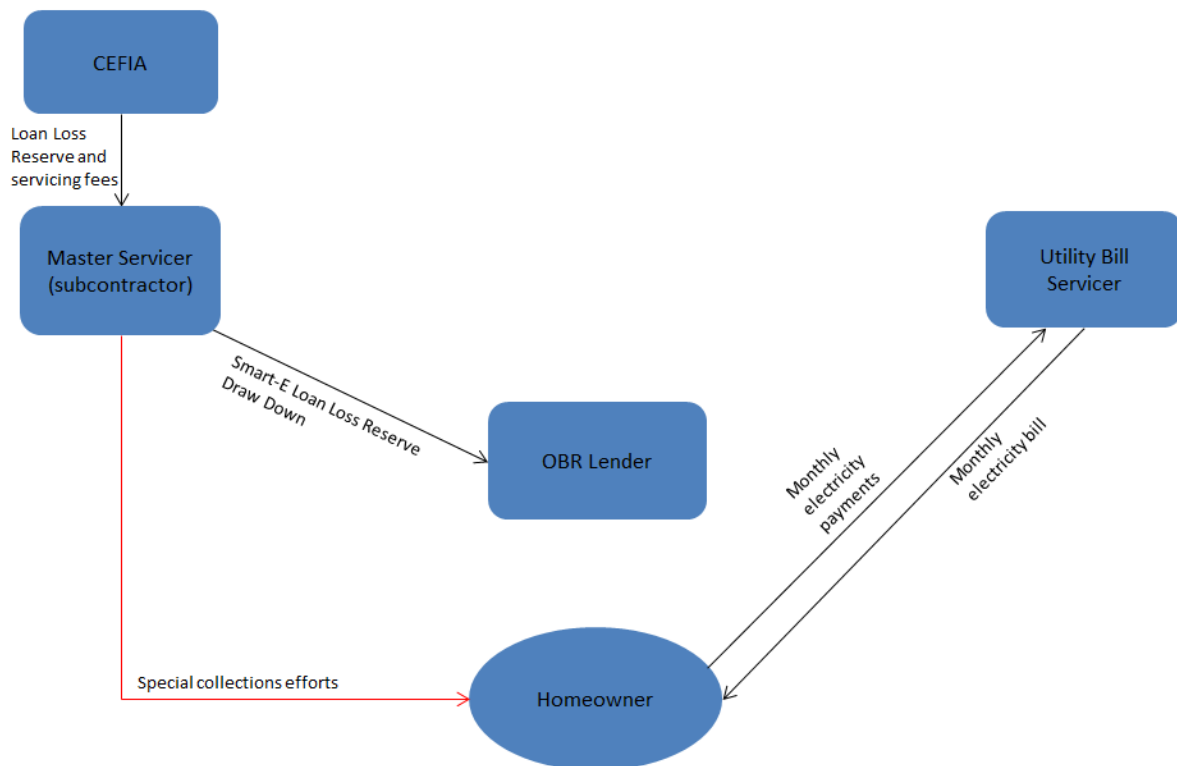 CEFIA
Loan Loss
Reserve and
servicing fees
Master Servicer
(subcontractor)
Utility Bill
Servicer
Smart-E Loan Loss Reserve
Draw Down
OBR Lender
Monthly
electricity
payments
Monthly
electricity bill
Special collections efforts
Homeowner